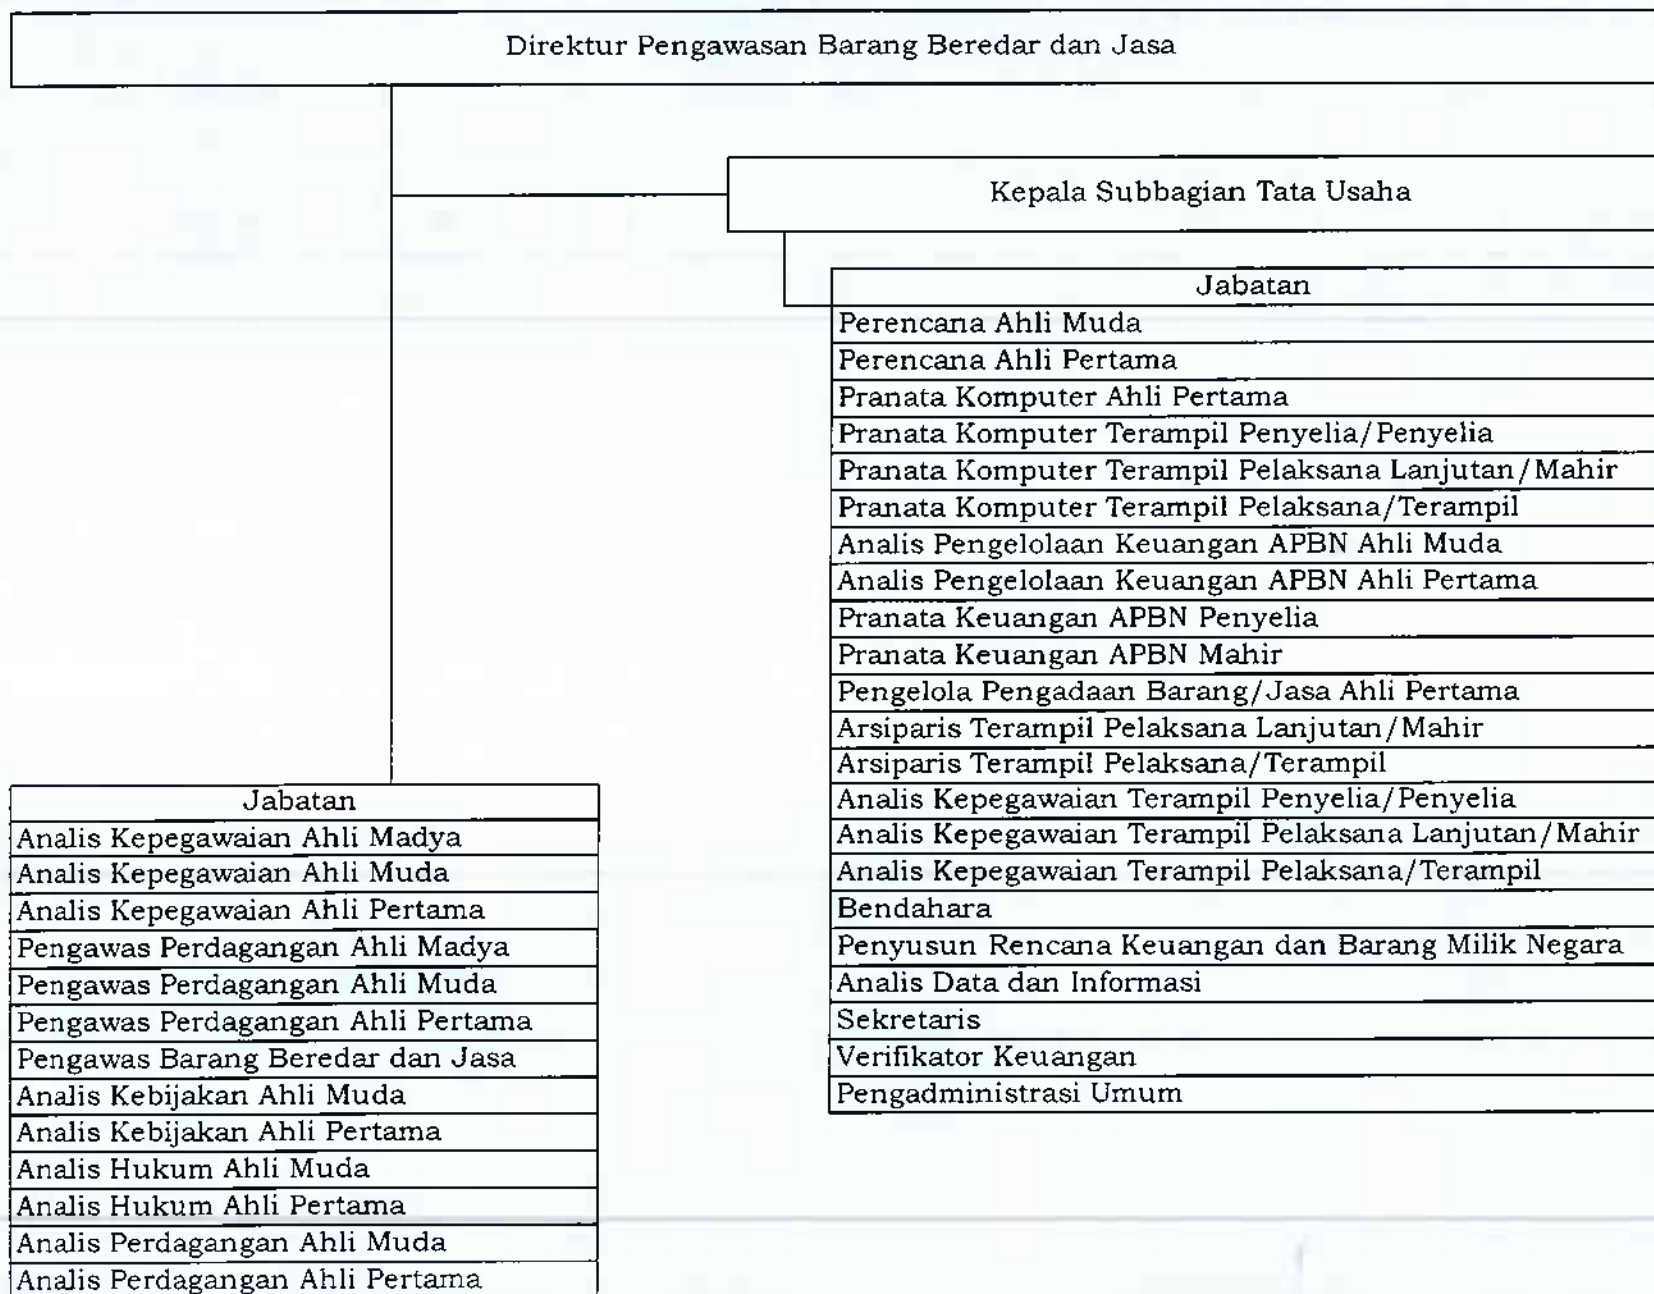 Direktur Pengawasan Barang Beredar dan Jasa
Kepala Subbagian Tata Usaha
Jabatan
Perencana Ahli Muda
Perencana Ahli Pertama
Pranata Komputer Ahli Pertama
Pranata Komputer Terampil Penyelia/Penyelia
Pranata Komputer Terampil Pelaksana Lanjutan/Mahir
Pranata Komputer Terampil Pelaksana/Terampil
Analis Pengelolaan Keuangan APBN Ahli Muda
Analis Pengelolaan Keuangan APBN Ahli Pertama
Pranata Keuangan APBN Penyelia
Pranata Keuangan APBN Mahir
Pengelola Pengadaan Barang/Jasa Ahli Pertama
Arsiparis Terampil Pelaksana Lanjutan/Mahir
Arsiparis Terampil Pelaksana/Terampil
Analis Kepegawaian Terampil Penyelia/Penyelia
Analis Kepegawaian Terampil Pelaksana Lanjutan/Mahir
Analis Kepegawaian Terampil Pelaksana/Terampil
Bendahara
Penyusun Rencana Keuangan dan Barang Milik Negara
Analis Data dan Informasi
Sekretaris
Verifikator Keuangan
Pengadministrasi Umum
Jabatan
Analis Kepegawaian Ahli Madya
Analis Kepegawaian Ahli Muda
Analis Kepegawaian Ahli Pertama
Pengawas Perdagangan Ahli Madya
Pengawas Perdagangan Ahli Muda
Pengawas Perdagangan Ahli Pertama
Pengawas Barang Beredar dan Jasa
Analis Kebijakan Ahli Muda
Analis Kebijakan Ahli Pertama
Analis Hukum Ahli Muda
Analis Hukum Ahli Pertama
Analis Perdagangan Ahli Muda
Analis Perdagangan Ahli Pertama